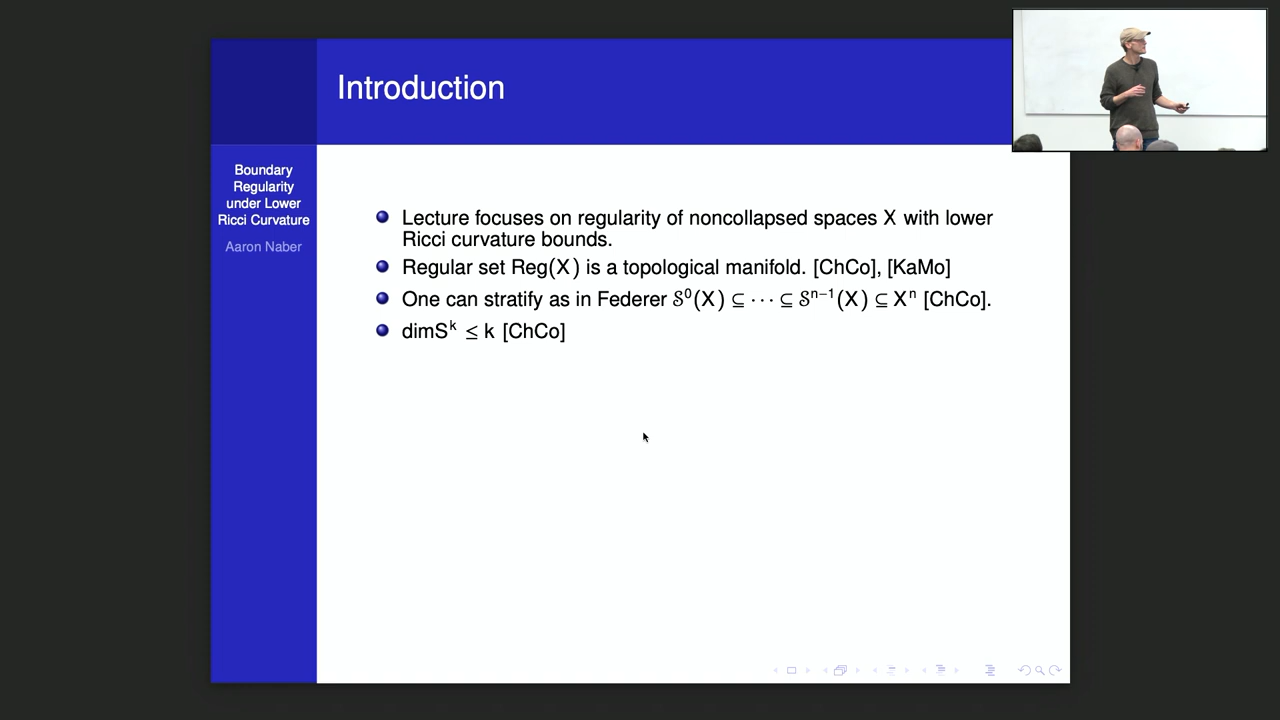 Introduction
Boundary
Regularity
under Lower
Ricci Curvature
Aaron Naber
Lecture focuses on regularity of noncollapsed spaces X with lower
Ricci curvature bounds.
Regular set Reg(X) is a topological manifold. [ChCo], [KaMo]
One can stratify as in Federer 𝒮⁰(X) ⊆ ⋯ ⊆ 𝒮ⁿ⁻¹(X) ⊆ Xⁿ [ChCo].
dimSᵏ ≤ k [ChCo]